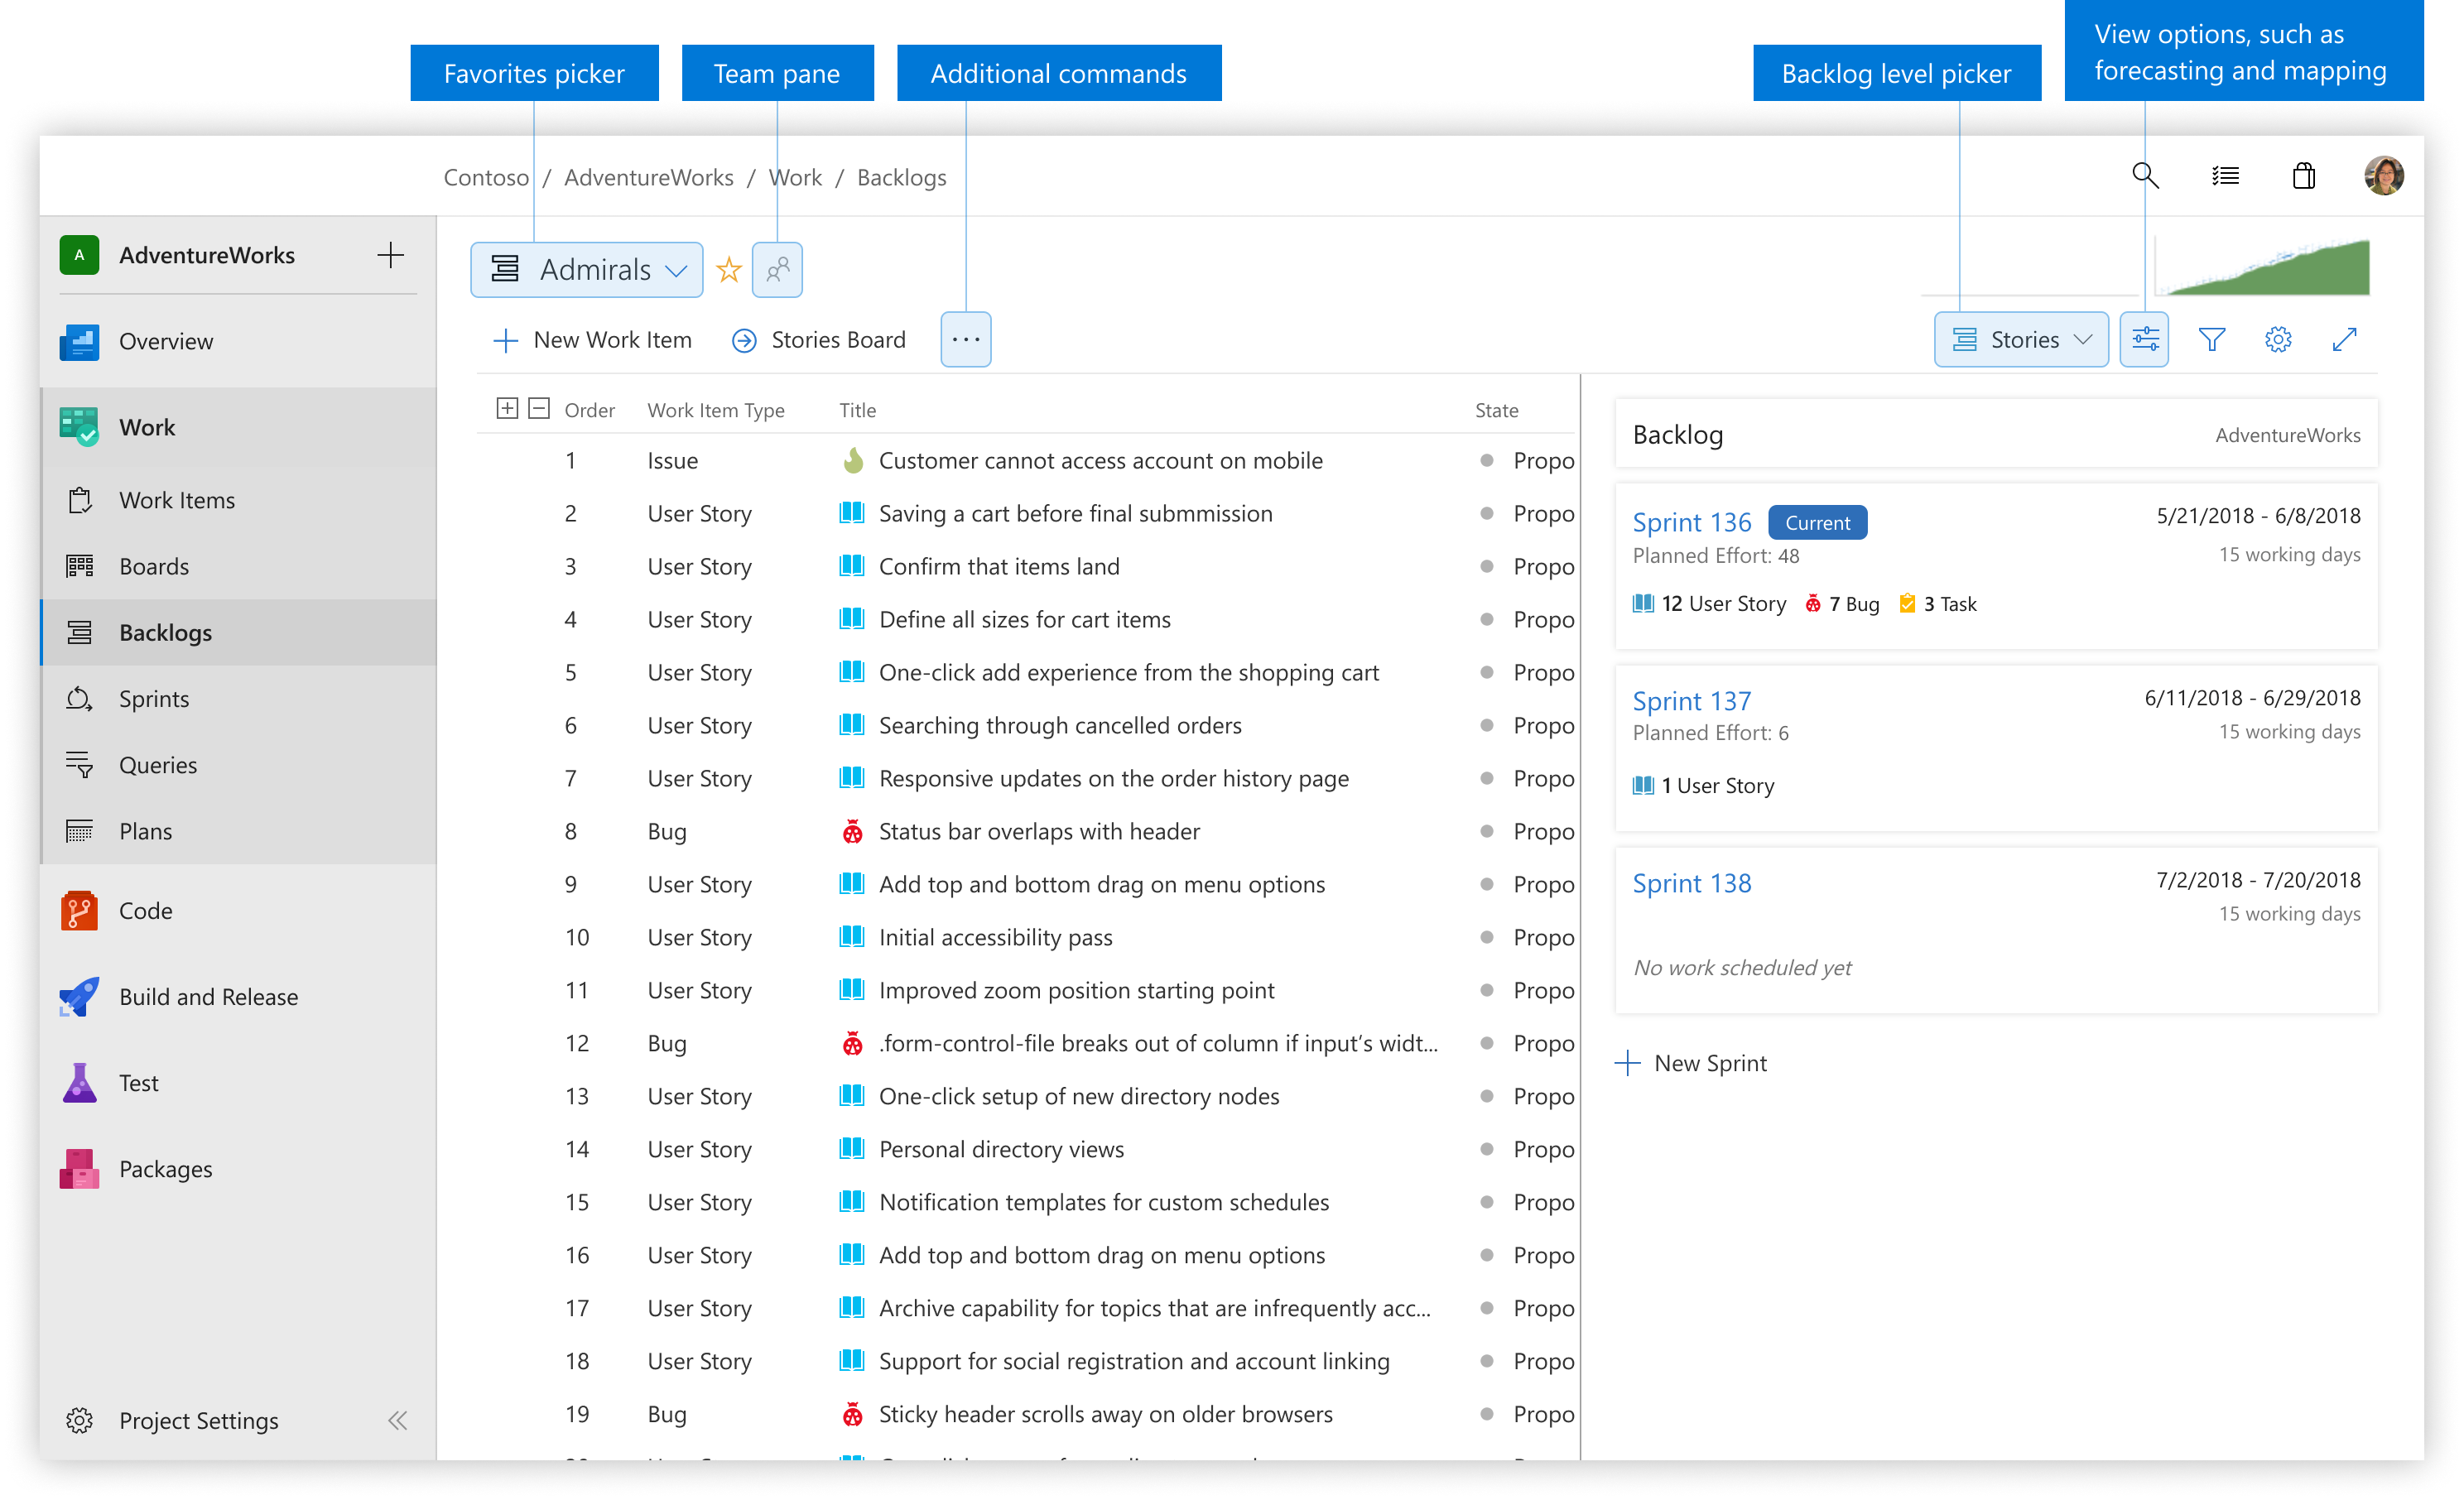 Favorites picker
Team pane
Additional commands
Backlog level picker
View options, such as
forecasting and mapping
Contoso / AdventureWorks / Work / Backlogs
A AdventureWorks
Overview
Work
Work Items
Boards
Backlogs
Sprints
Queries
Plans
Code
Build and Release
Test
Packages
Project Settings
Admirals
New Work Item Stories Board ...
Stories
Order Work Item Type Title State
1 Issue Customer cannot access account on mobile Propo
2 User Story Saving a cart before final submmission Propo
3 User Story Confirm that items land Propo
4 User Story Define all sizes for cart items Propo
5 User Story One-click add experience from the shopping cart Propo
6 User Story Searching through cancelled orders Propo
7 User Story Responsive updates on the order history page Propo
8 Bug Status bar overlaps with header Propo
9 User Story Add top and bottom drag on menu options Propo
10 User Story Initial accessibility pass Propo
11 User Story Improved zoom position starting point Propo
12 Bug .form-control-file breaks out of column if input’s widt... Propo
13 User Story One-click setup of new directory nodes Propo
14 User Story Personal directory views Propo
15 User Story Notification templates for custom schedules Propo
16 User Story Add top and bottom drag on menu options Propo
17 User Story Archive capability for topics that are infrequently acc... Propo
18 User Story Support for social registration and account linking Propo
19 Bug Sticky header scrolls away on older browsers Propo
Backlog AdventureWorks
Sprint 136 Current 5/21/2018 - 6/8/2018
Planned Effort: 48 15 working days
12 User Story 7 Bug 3 Task
Sprint 137 6/11/2018 - 6/29/2018
Planned Effort: 6 15 working days
1 User Story
Sprint 138 7/2/2018 - 7/20/2018
15 working days
No work scheduled yet
New Sprint